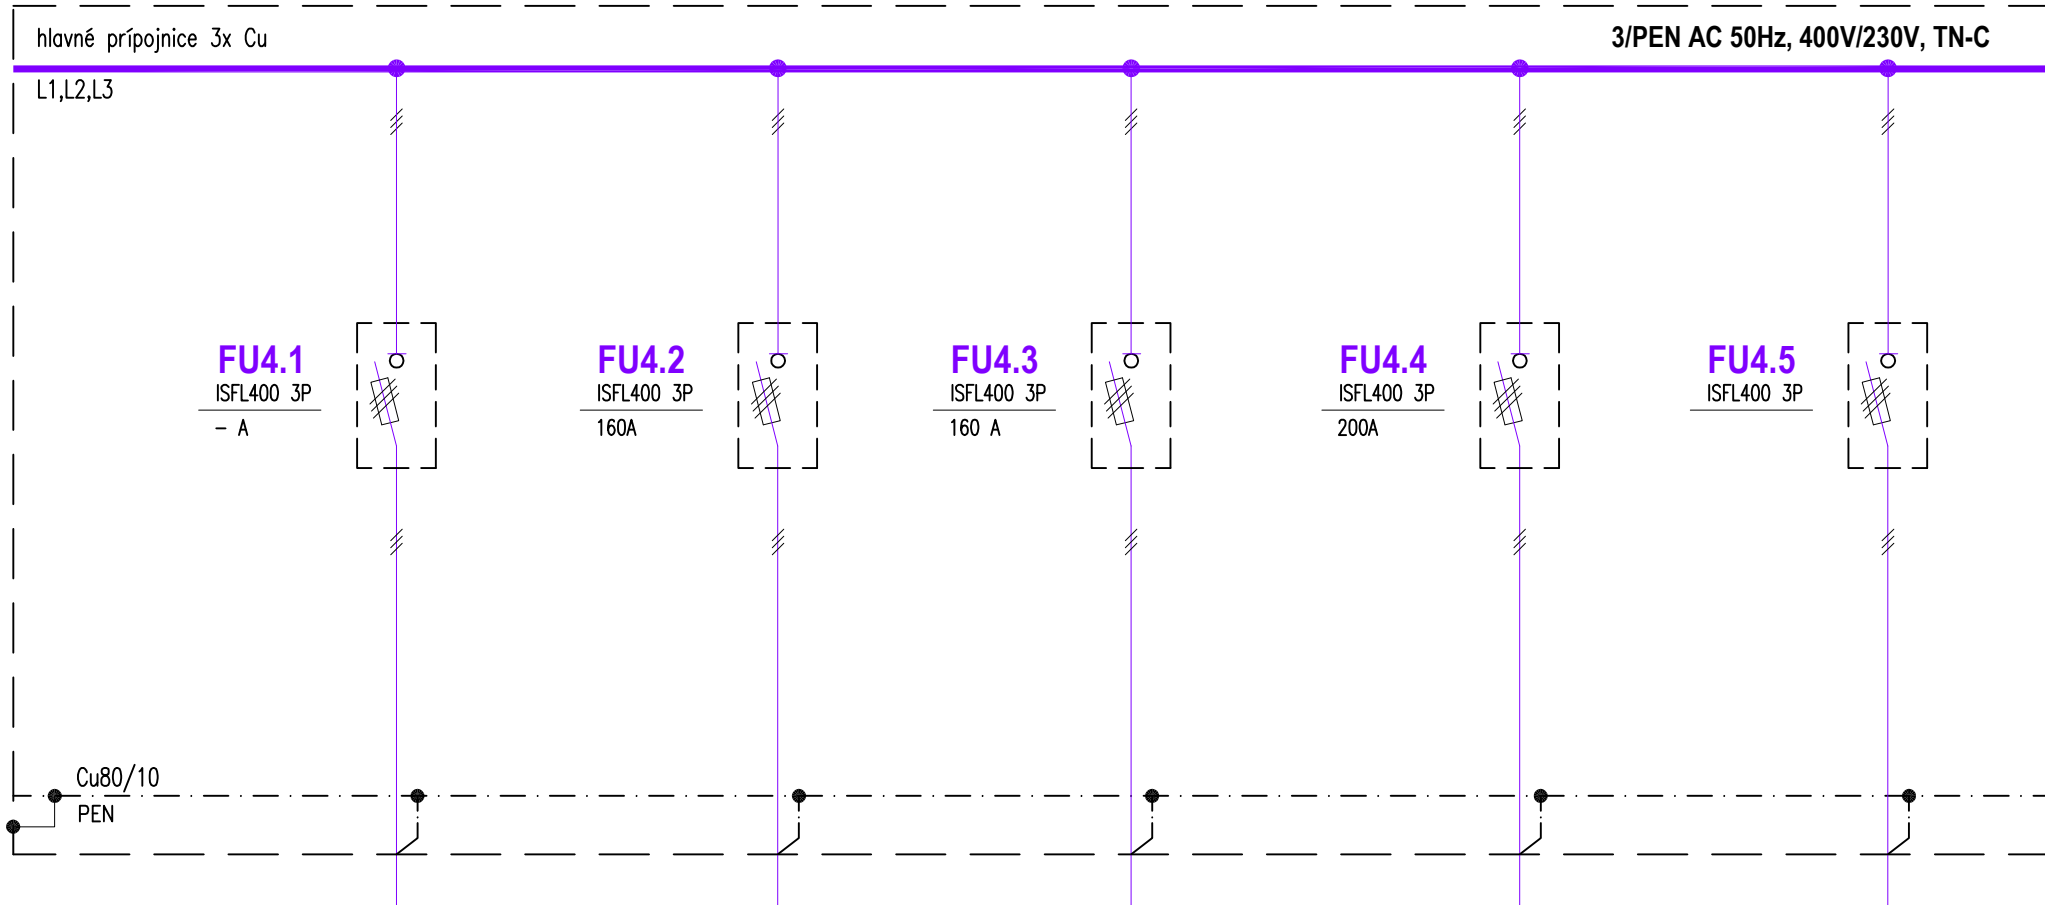 hlavné prípojnice 3x Cu
3/PEN AC 50Hz, 400V/230V, TN-C
L1,L2,L3
FU4.1
ISFL400 3P
– A
FU4.2
ISFL400 3P
160A
FU4.3
ISFL400 3P
160 A
FU4.4
ISFL400 3P
200A
FU4.5
ISFL400 3P
Cu80/10
PEN